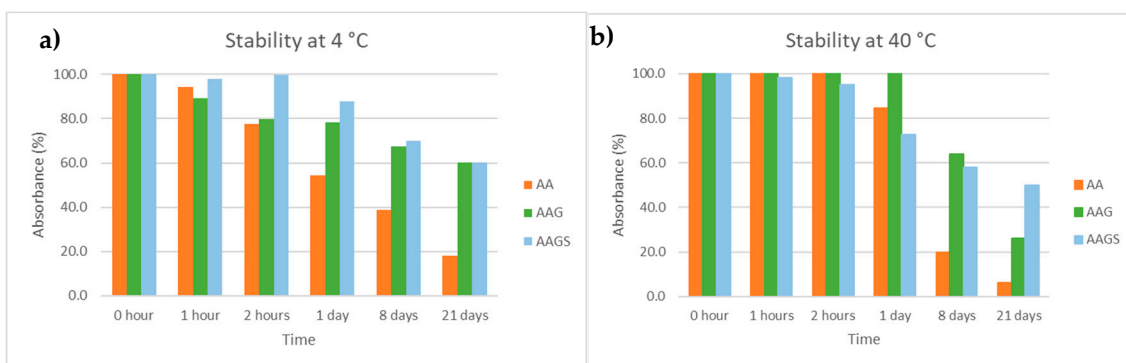 a)
Stability at 4 °C
100.0
80.0
60.0
40.0
20.0
0.0
Absorbance (%)
0 hour 1 hour 2 hours 1 day 8 days 21 days
Time
AA
AAG
AAGS
b)
Stability at 40 °C
100.0
80.0
60.0
40.0
20.0
0.0
Absorbance (%)
0 hour 1 hours 2 hours 1 day 8 days 21 days
Time
AA
AAG
AAGS